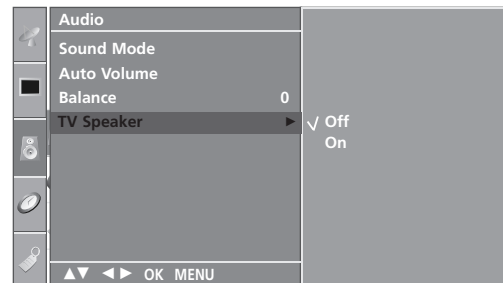 Audio
Sound Mode
Auto Volume
Balance 0
TV Speaker ► √ Off
On
▲▼ ◄► OK MENU